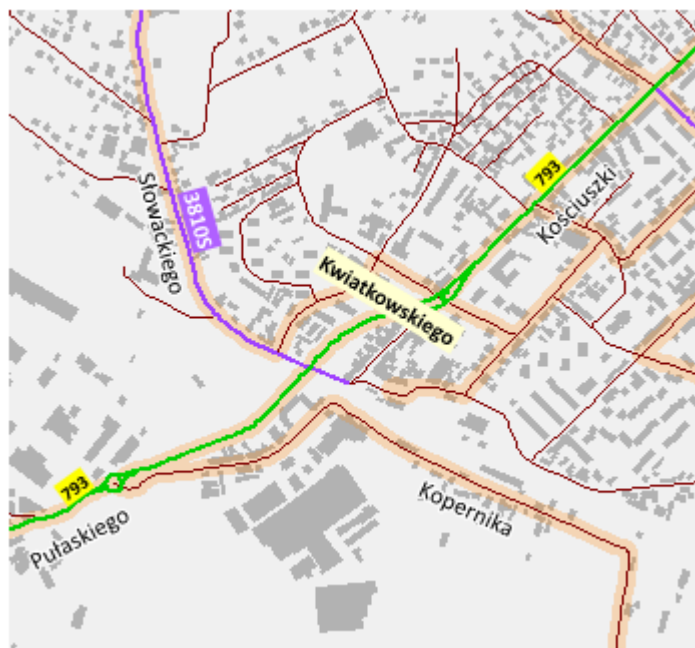 793
Kościuszki
Słowackiego
3810S
Kwiatkowskiego
793
Pułaskiego
Kopernika